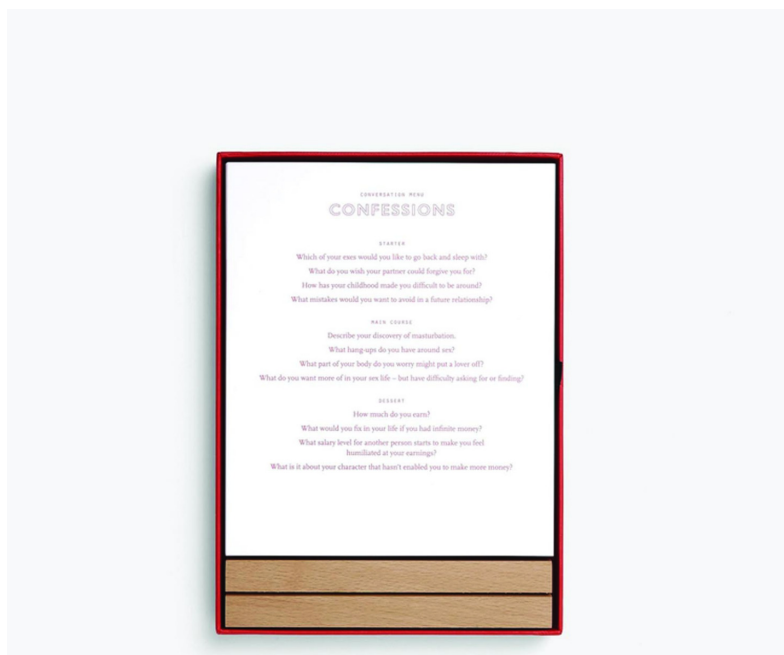 CONVERSATION MENU
CONFESSIONS
STARTER
Which of your exes would you like to go back and sleep with?
What do you wish your partner could forgive you for?
How has your childhood made you difficult to be around?
What mistakes would you want to avoid in a future relationship?
MAIN COURSE
Describe your discovery of masturbation.
What hang-ups do you have around sex?
What part of your body do you worry might put a lover off?
What do you want more of in your sex life – but have difficulty asking for or finding?
DESSERT
How much do you earn?
What would you fix in your life if you had infinite money?
What salary level for another person starts to make you feel
humiliated at your earnings?
What is it about your character that hasn't enabled you to make more money?